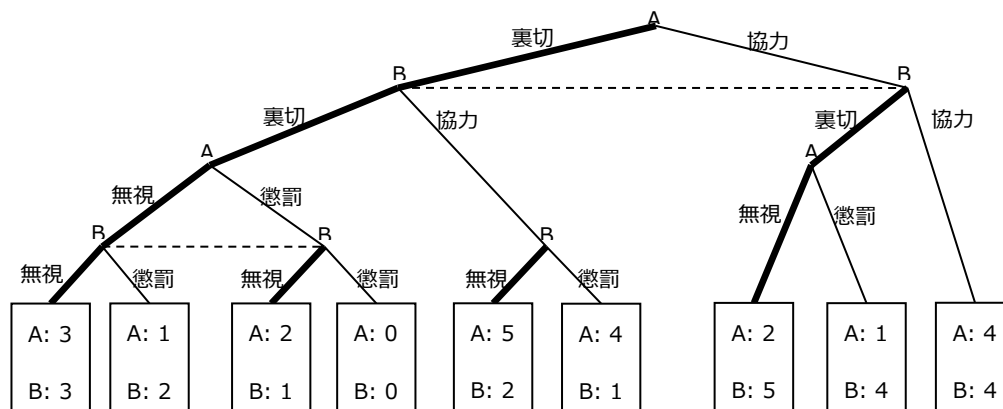 A
裏切 協力
B B
裏切 協力 裏切 協力
A A
無視 懲罰 無視 懲罰
B B B
無視 懲罰 無視 懲罰 無視 懲罰
A: 3 A: 1 A: 2 A: 0 A: 5 A: 4 A: 2 A: 1 A: 4
B: 3 B: 2 B: 1 B: 0 B: 2 B: 1 B: 5 B: 4 B: 4